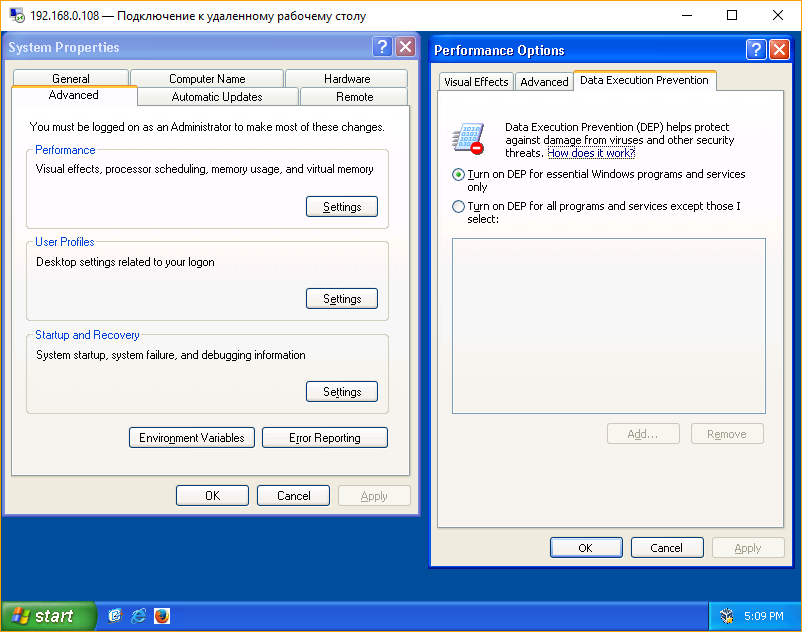 192.168.0.108 — Подключение к удаленному рабочему столу
System Properties
General
Computer Name
Hardware
Advanced
Automatic Updates
Remote
You must be logged on as an Administrator to make most of these changes.
Performance
Visual effects, processor scheduling, memory usage, and virtual memory
Settings
User Profiles
Desktop settings related to your logon
Settings
Startup and Recovery
System startup, system failure, and debugging information
Settings
Environment Variables
Error Reporting
OK
Cancel
Apply
Performance Options
Visual Effects
Advanced
Data Execution Prevention
Data Execution Prevention (DEP) helps protect
against damage from viruses and other security
threats. How does it work?
Turn on DEP for essential Windows programs and services
only
Turn on DEP for all programs and services except those I
select:
Add...
Remove
OK
Cancel
Apply
start
5:09 PM